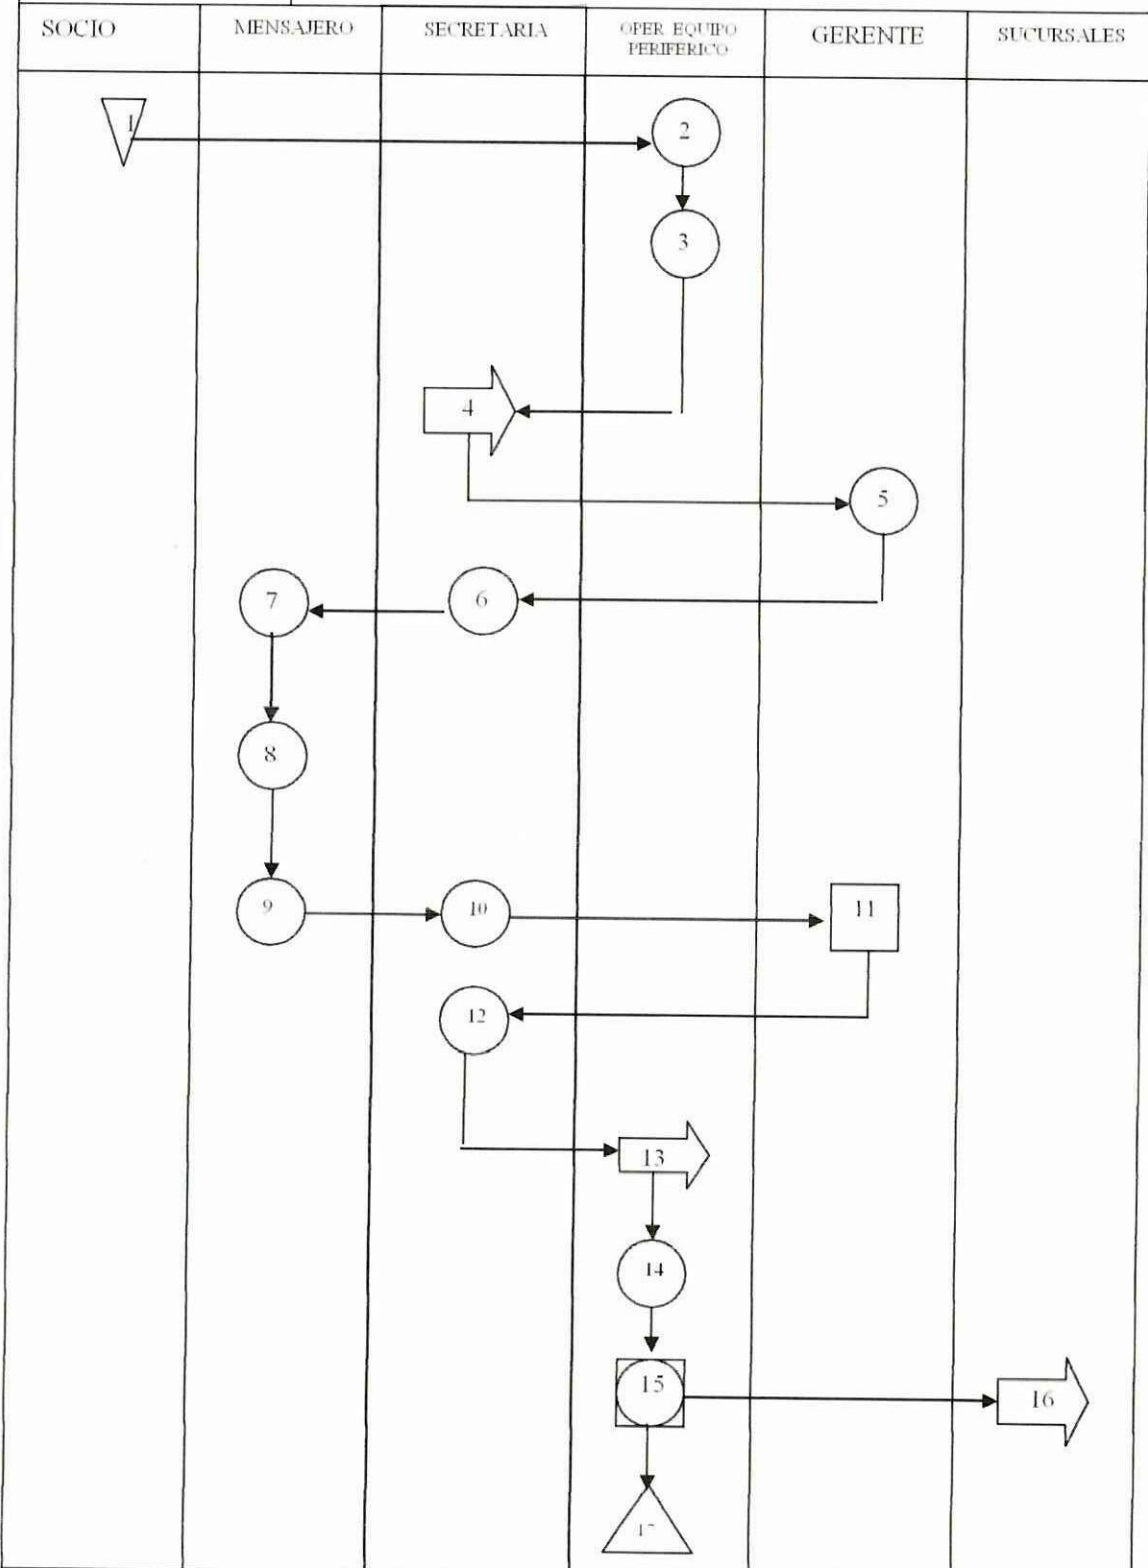 SOCIO
MENSAJERO
SECRETARIA
OPER EQUIPO
PERIFERICO
GERENTE
SUCURSALES
1
2
3
4
5
7
6
8
9
10
11
12
13
14
15
16
17